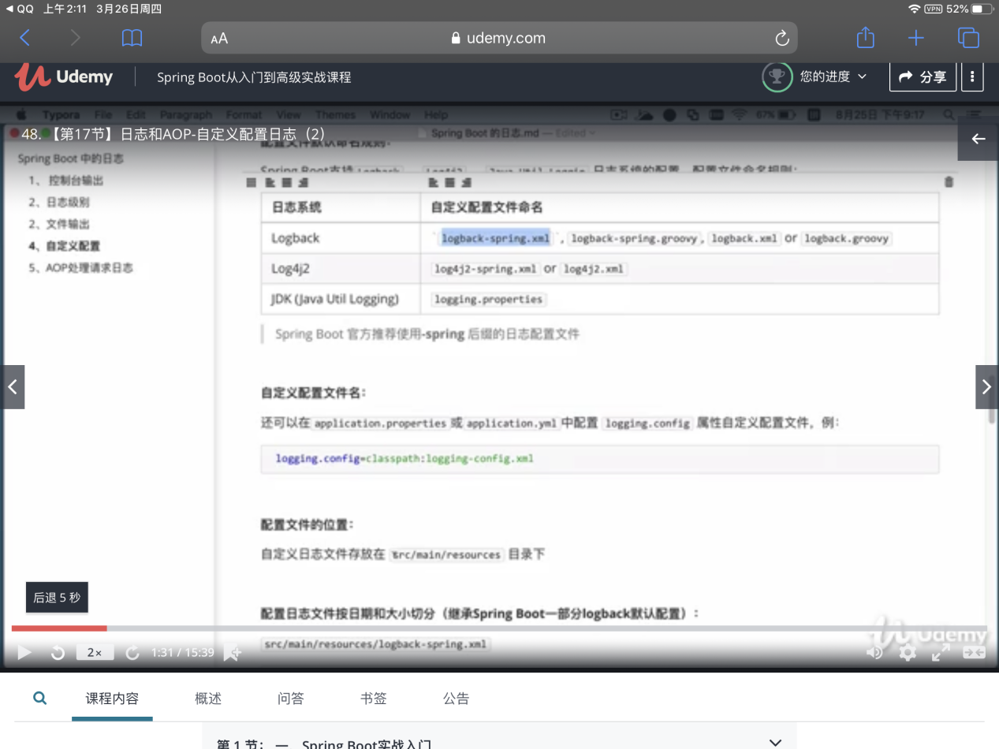 QQ 上午2:11 3月26日周四 VPN 52%
AA udemy.com
Udemy Spring Boot从入门到高级实战课程 您的进度 分享
Typora File Edit Paragraph Format View Themes Window Help 67% 8月25日 下午9:17
48. 【第17节】日志和AOP-自定义配置日志（2） Spring Boot 的日志.md — Edited
配置文件默认命名规则:
Spring Boot 中的日志
1、 控制台输出
2、日志级别
2、文件输出
4、自定义配置
5、AOP处理请求日志
Spring Boot支持 Logback Log4j2 Java Util Loggin 日志系统的配置，配置文件命名规则:
日志系统 自定义配置文件命名
Logback `logback-spring.xml`, logback-spring.groovy, logback.xml or logback.groovy
Log4j2 log4j2-spring.xml or log4j2.xml
JDK (Java Util Logging) logging.properties
Spring Boot 官方推荐使用-spring 后缀的日志配置文件
自定义配置文件名:
还可以在 application.properties 或 application.yml 中配置 logging.config 属性自定义配置文件，例:
logging.config=classpath:logging-config.xml
配置文件的位置:
自定义日志文件存放在 src/main/resources 目录下
后退 5 秒
配置日志文件按日期和大小切分（继承Spring Boot一部分logback默认配置）:
src/main/resources/logback-spring.xml
Udemy
2× 1:31 / 15:39
课程内容 概述 问答 书签 公告
第 1 节: 一 Spring Boot实战入门